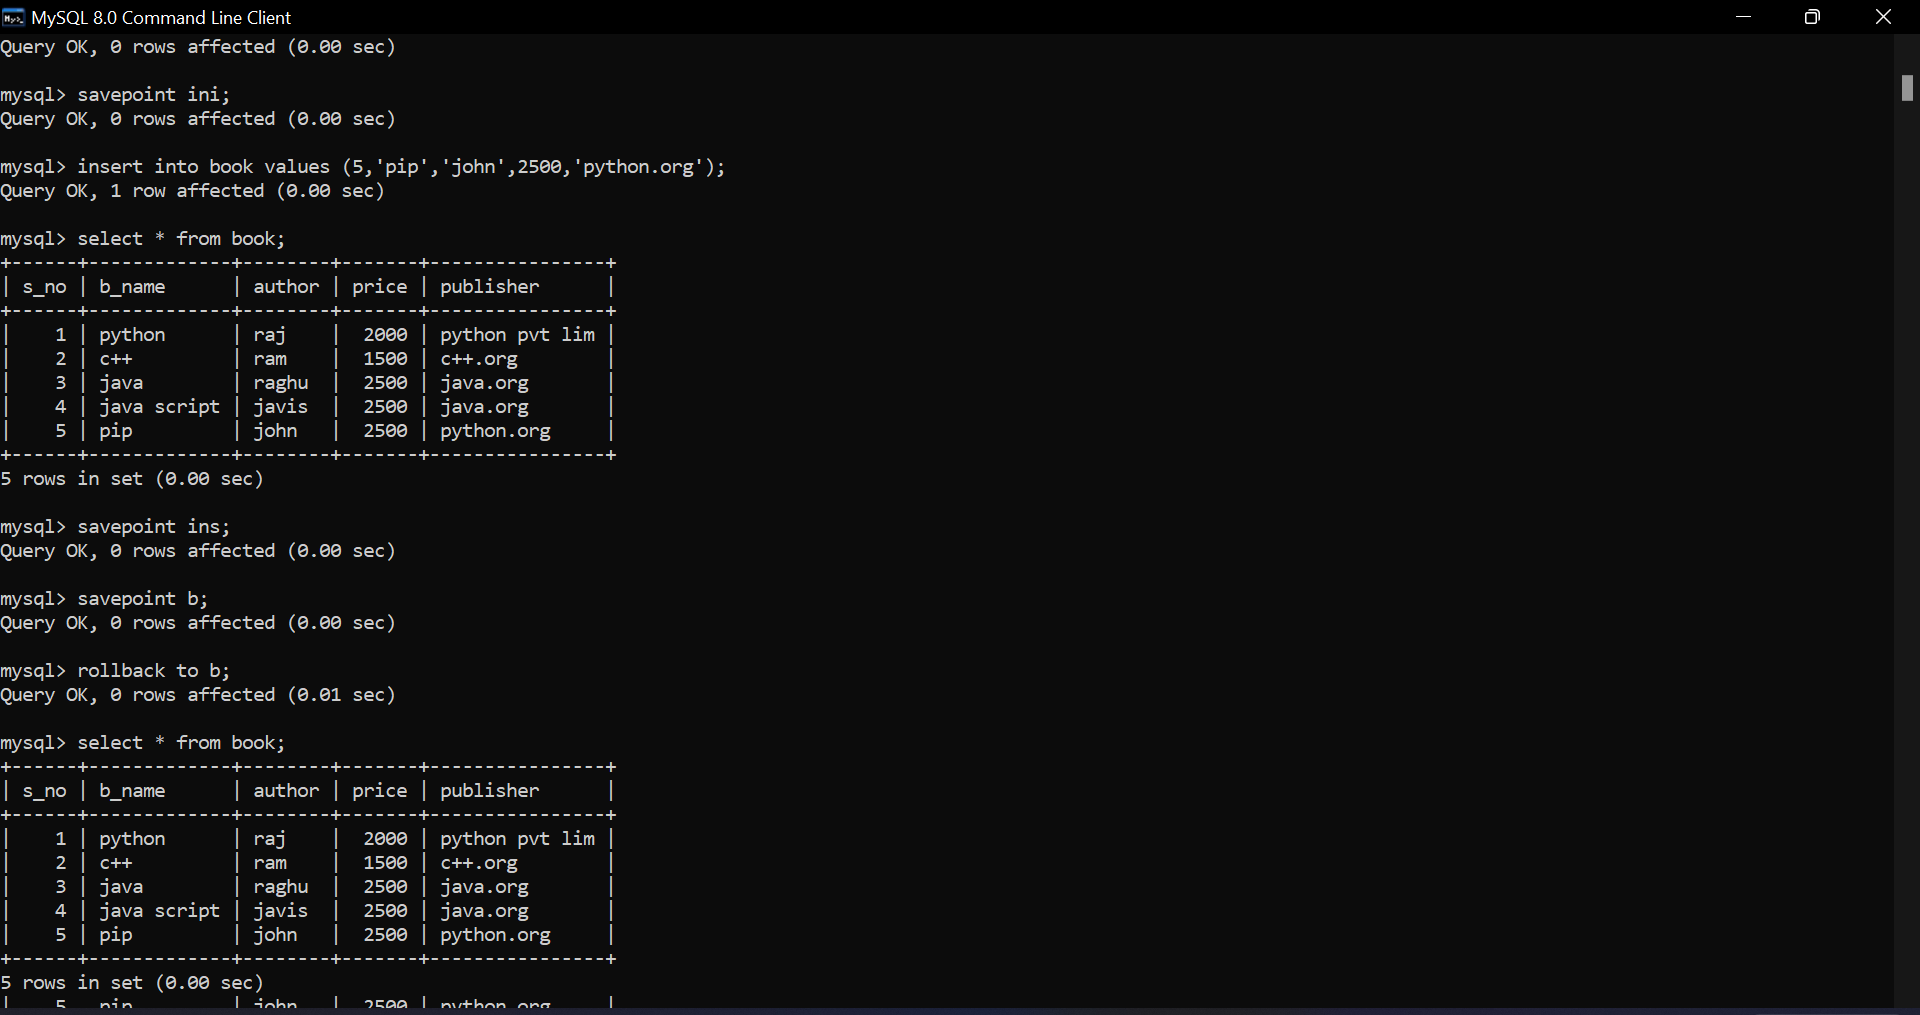 MySQL 8.0 Command Line Client
Query OK, 0 rows affected (0.00 sec)
mysql> savepoint ini;
Query OK, 0 rows affected (0.00 sec)
mysql> insert into book values (5,'pip','john',2500,'python.org');
Query OK, 1 row affected (0.00 sec)
mysql> select * from book;
+------+-------------+--------+-------+----------------+
| s_no | b_name      | author | price | publisher      |
+------+-------------+--------+-------+----------------+
|    1 | python      | raj    |  2000 | python pvt lim |
|    2 | c++         | ram    |  1500 | c++.org        |
|    3 | java        | raghu  |  2500 | java.org       |
|    4 | java script | javis  |  2500 | java.org       |
|    5 | pip         | john   |  2500 | python.org     |
+------+-------------+--------+-------+----------------+
5 rows in set (0.00 sec)
mysql> savepoint ins;
Query OK, 0 rows affected (0.00 sec)
mysql> savepoint b;
Query OK, 0 rows affected (0.00 sec)
mysql> rollback to b;
Query OK, 0 rows affected (0.01 sec)
mysql> select * from book;
+------+-------------+--------+-------+----------------+
| s_no | b_name      | author | price | publisher      |
+------+-------------+--------+-------+----------------+
|    1 | python      | raj    |  2000 | python pvt lim |
|    2 | c++         | ram    |  1500 | c++.org        |
|    3 | java        | raghu  |  2500 | java.org       |
|    4 | java script | javis  |  2500 | java.org       |
|    5 | pip         | john   |  2500 | python.org     |
+------+-------------+--------+-------+----------------+
5 rows in set (0.00 sec)
|    5   pip         | john   |  2500 | python.org     |